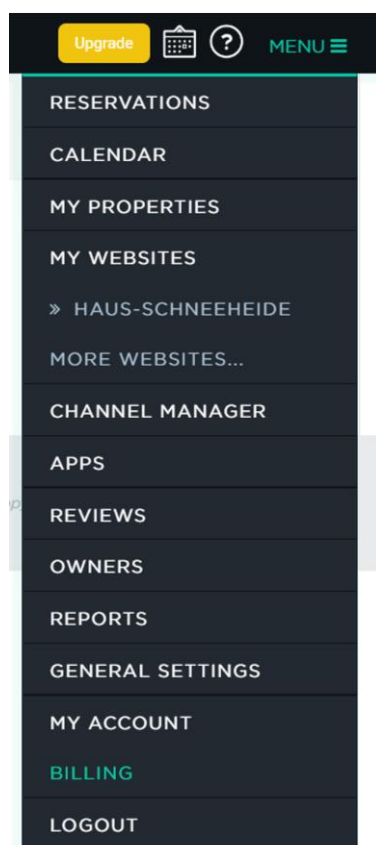 Upgrade ? MENU
RESERVATIONS
CALENDAR
MY PROPERTIES
MY WEBSITES
» HAUS-SCHNEEHEIDE
MORE WEBSITES...
CHANNEL MANAGER
APPS
REVIEWS
OWNERS
REPORTS
GENERAL SETTINGS
MY ACCOUNT
BILLING
LOGOUT